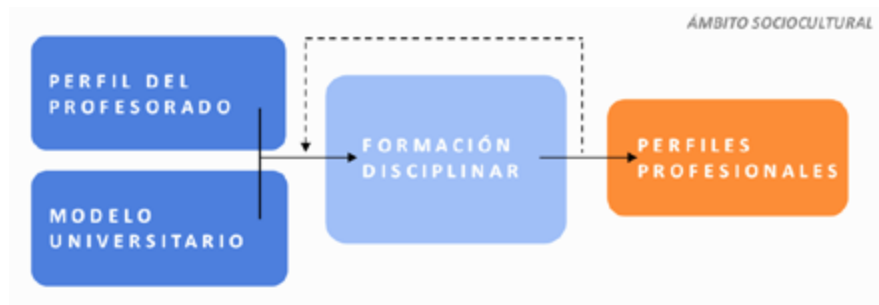 ÁMBITO SOCIOCULTURAL
PERFIL DEL
PROFESORADO
MODELO
UNIVERSITARIO
FORMACIÓN
DISCIPLINAR
PERFILES
PROFESIONALES